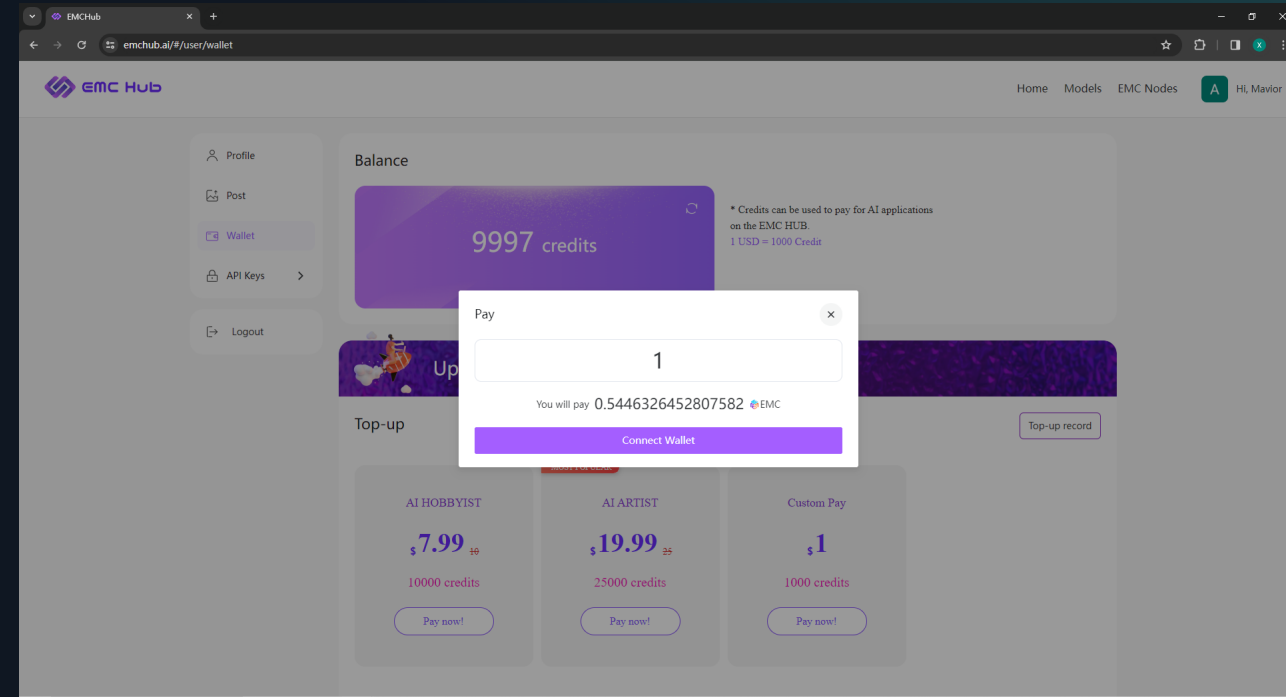 EMCHub
emchub.ai/#/user/wallet
X
EMC HUB
Home Models EMC Nodes A Hi, Mavior
Profile
Post
Wallet
API Keys
Logout
Balance
9997 credits
* Credits can be used to pay for AI applications
on the EMC HUB.
1 USD = 1000 Credit
Pay
1
You will pay 0.5446326452807582 EMC
Connect Wallet
Up
Top-up
Top-up record
AI HOBBYIST
$ 7.99 10
10000 credits
Pay now!
MOST POPULAR
AI ARTIST
$ 19.99 25
25000 credits
Pay now!
Custom Pay
$ 1
1000 credits
Pay now!